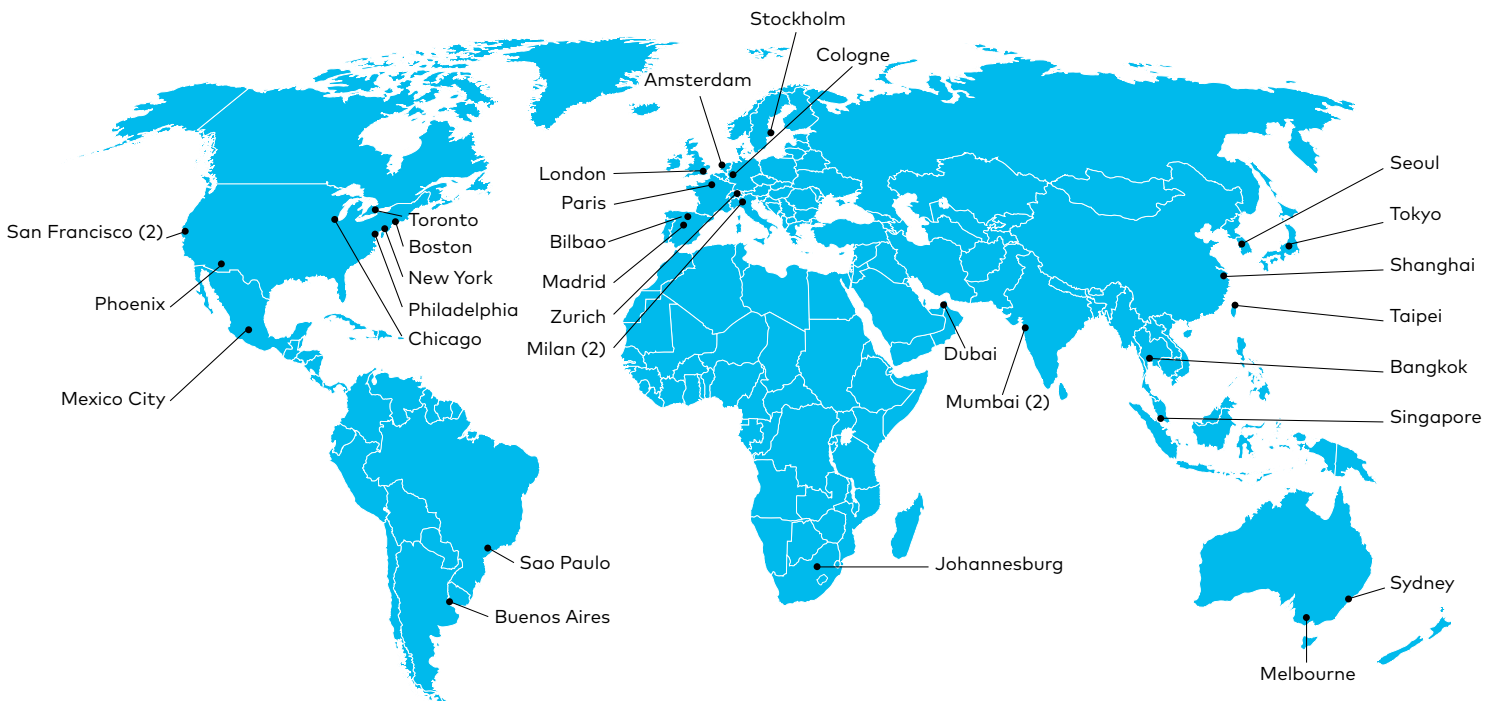 Stockholm
Cologne
Amsterdam
London
Paris
Bilbao
Madrid
Zurich
Milan (2)
San Francisco (2)
Phoenix
Mexico City
Toronto
Boston
New York
Philadelphia
Chicago
Sao Paulo
Buenos Aires
Johannesburg
Dubai
Mumbai (2)
Seoul
Tokyo
Shanghai
Taipei
Bangkok
Singapore
Sydney
Melbourne